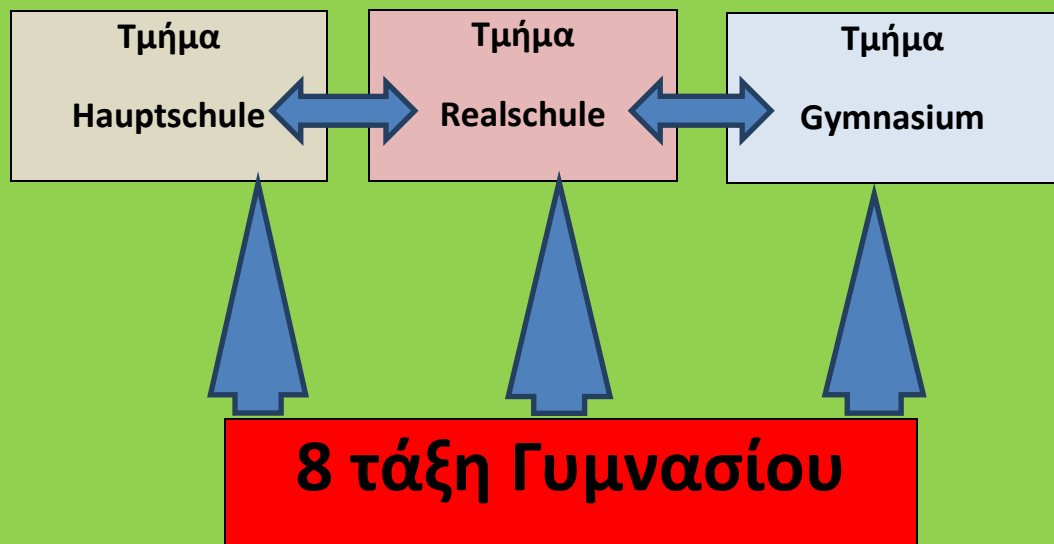 Τμήμα
Hauptschule
Τμήμα
Realschule
Τμήμα
Gymnasium
8 τάξη Γυμνασίου